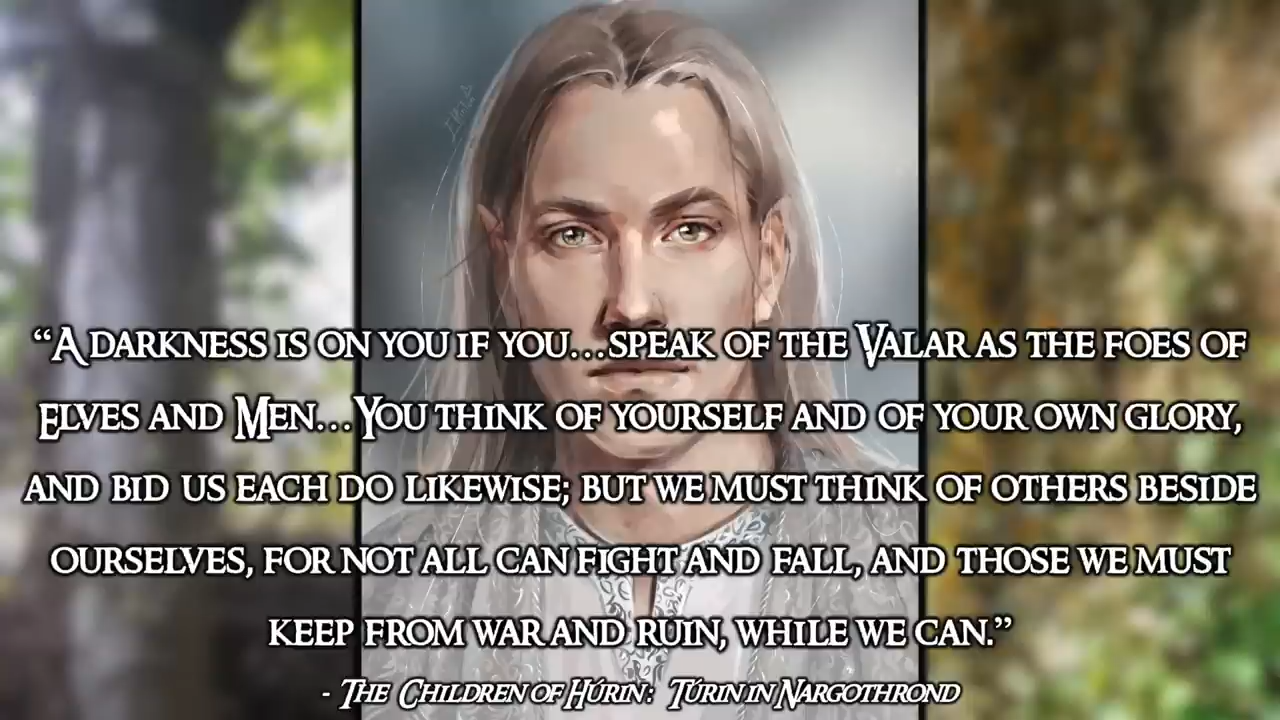 “A darkness is on you if you...speak of the Valar as the foes of
Elves and Men...You think of yourself and of your own glory,
and bid us each do likewise; but we must think of others beside
ourselves, for not all can fight and fall, and those we must
keep from war and ruin, while we can.”
- The Children of Húrin: Túrin in Nargothrond